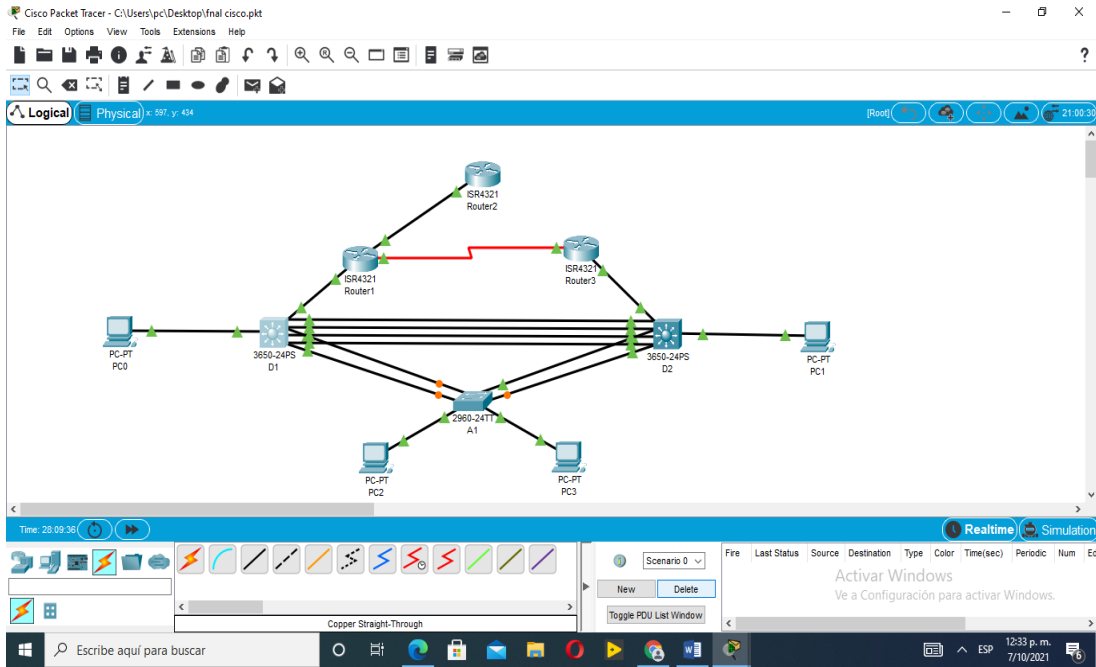 Cisco Packet Tracer - C:\Users\pc\Desktop\fnal cisco.pkt
File Edit Options View Tools Extensions Help
?
Logical Physical x: 597, y: 434 [Root] 21:00:30
ISR4321
Router2
ISR4321
Router1
ISR4321
Router3
PC-PT
PC0
3650-24PS
D1
3650-24PS
D2
PC-PT
PC1
2960-24TT
A1
PC-PT
PC2
PC-PT
PC3
Time: 28:09:36 Realtime Simulation
Scenario 0
New Delete
Toggle PDU List Window
Fire Last Status Source Destination Type Color Time(sec) Periodic Num Ed
Activar Windows
Ve a Configuración para activar Windows.
Copper Straight-Through
Escribe aquí para buscar
ESP
12:33 p. m.
7/10/2021
6